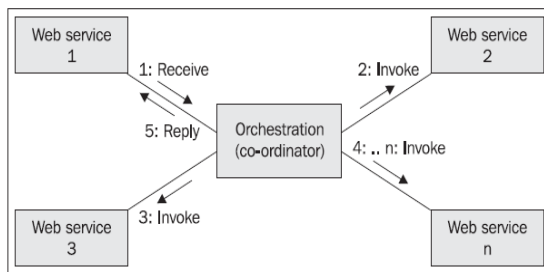 Web service
1
Web service
2
1: Receive
2: Invoke
5: Reply
Orchestration
(co-ordinator)
4: .. n: Invoke
3: Invoke
Web service
3
Web service
n